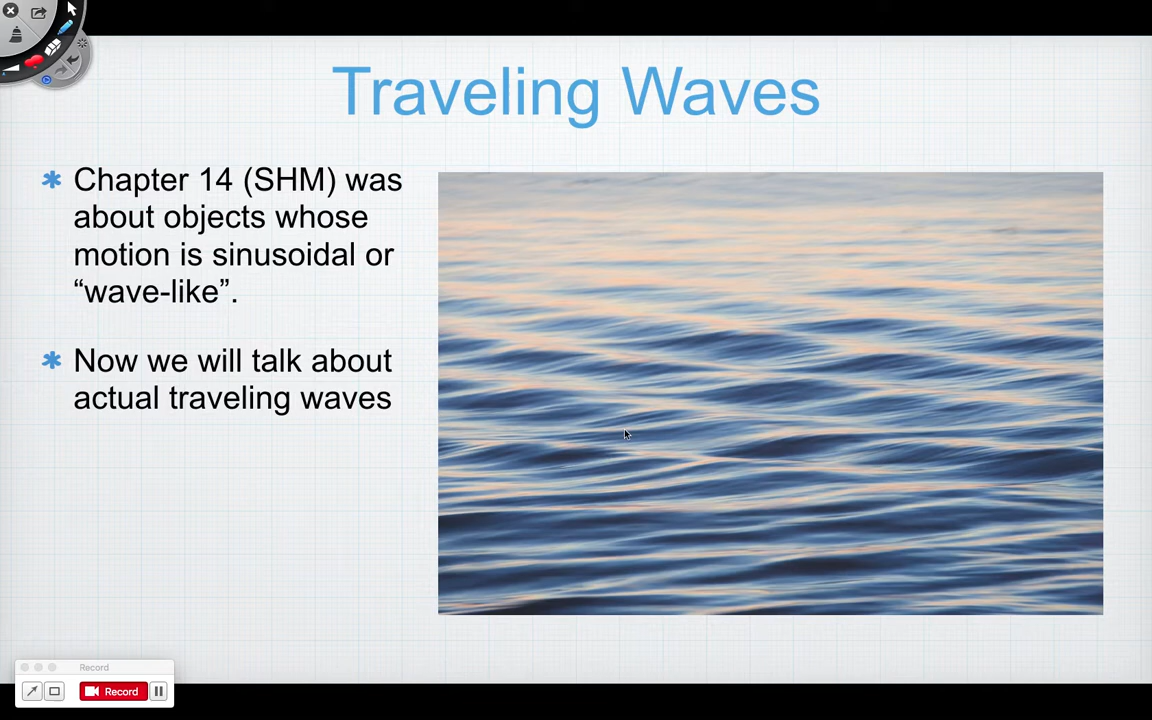 Traveling Waves
Chapter 14 (SHM) was
about objects whose
motion is sinusoidal or
“wave-like”.
Now we will talk about
actual traveling waves
Record
Record